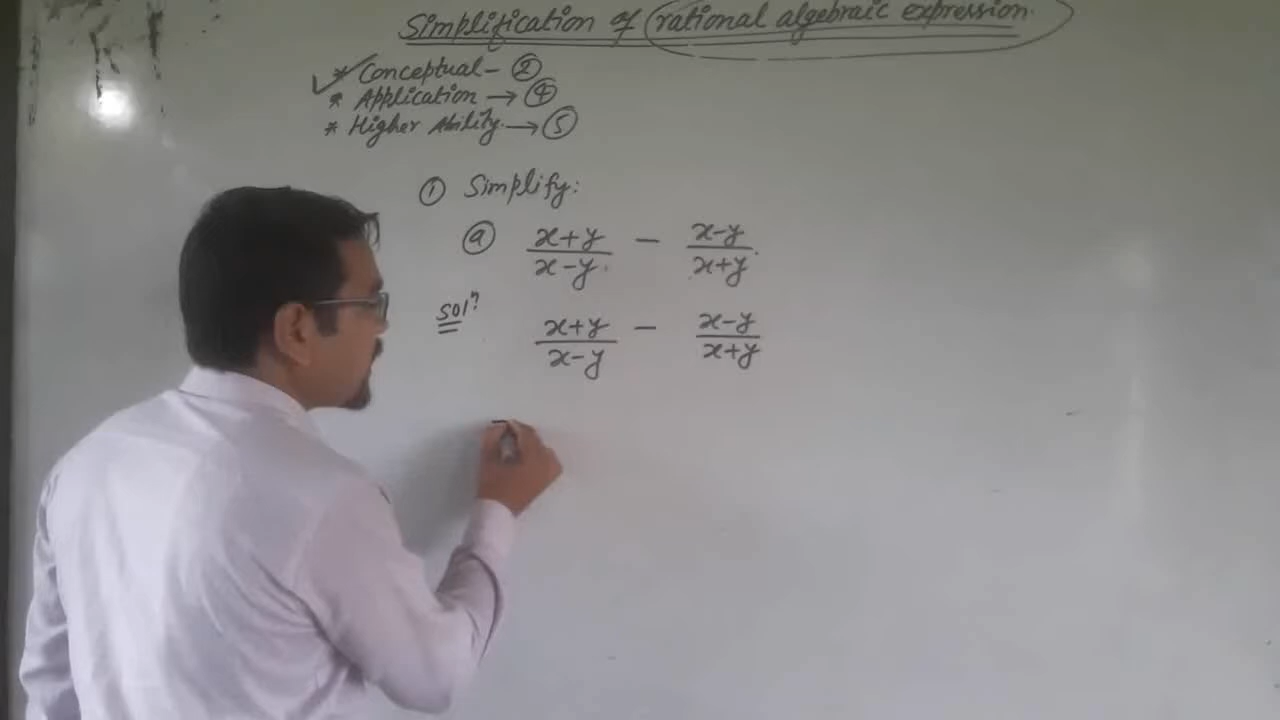 Simplification of rational algebraic expression.
* Conceptual - ②
* Application → ④
* Higher Ability. → ⑤
① Simplify:
ⓐ x+y/x-y - x-y/x+y
Solⁿ x+y/x-y - x-y/x+y